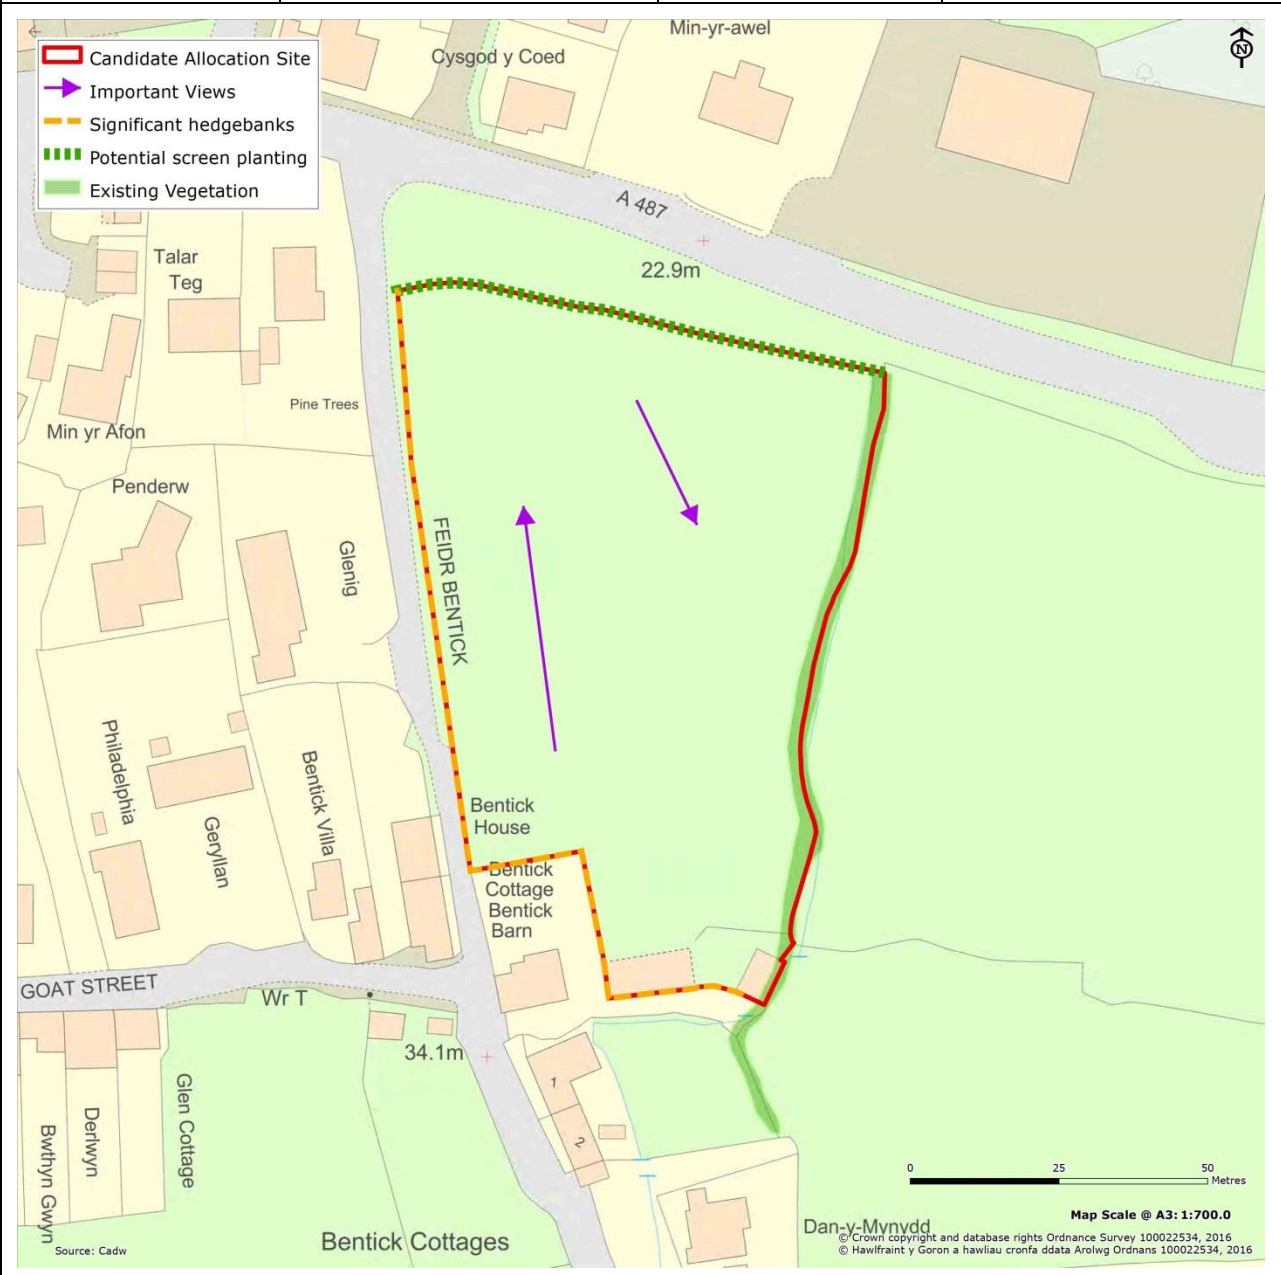 Min-yr-awel
Cysgod y Coed
N
Candidate Allocation Site
Important Views
Significant hedgebanks
Potential screen planting
Existing Vegetation
A 487
22.9m
Talar
Teg
Pine Trees
Min yr Afon
Penderw
Glenig
FEIDR BENTICK
Philadelphia
Geryllan
Bentick Villa
Bentick
House
Bentick
Cottage
Bentick
Barn
GOAT STREET
Wr T
34.1m
1
2
Glen Cottage
Derlwyn
Bwthyn Gwyn
Bentick Cottages
Dan-y-Mynydd
0 25 50
Metres
Map Scale @ A3: 1:700.0
Source: Cadw
© Crown copyright and database rights Ordnance Survey 100022534, 2016
© Hawlfraint y Goron a hawliau cronfa ddata Arolwg Ordnans 100022534, 2016